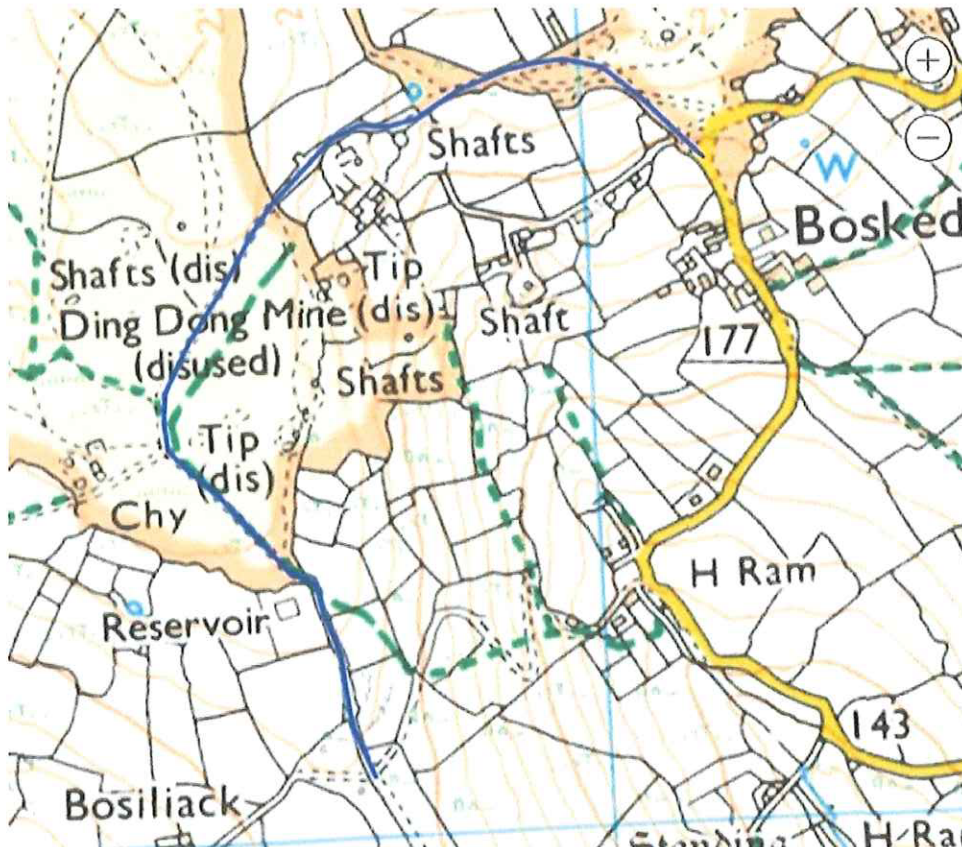 +
−
Shafts
W
Bosked
Shafts (dis)
Tip
(dis)
Ding Dong Mine
(disused)
Shaft
177
Shafts
Tip
(dis)
Chy
H Ram
Reservoir
143
Bosiliack
Standing
H Ra